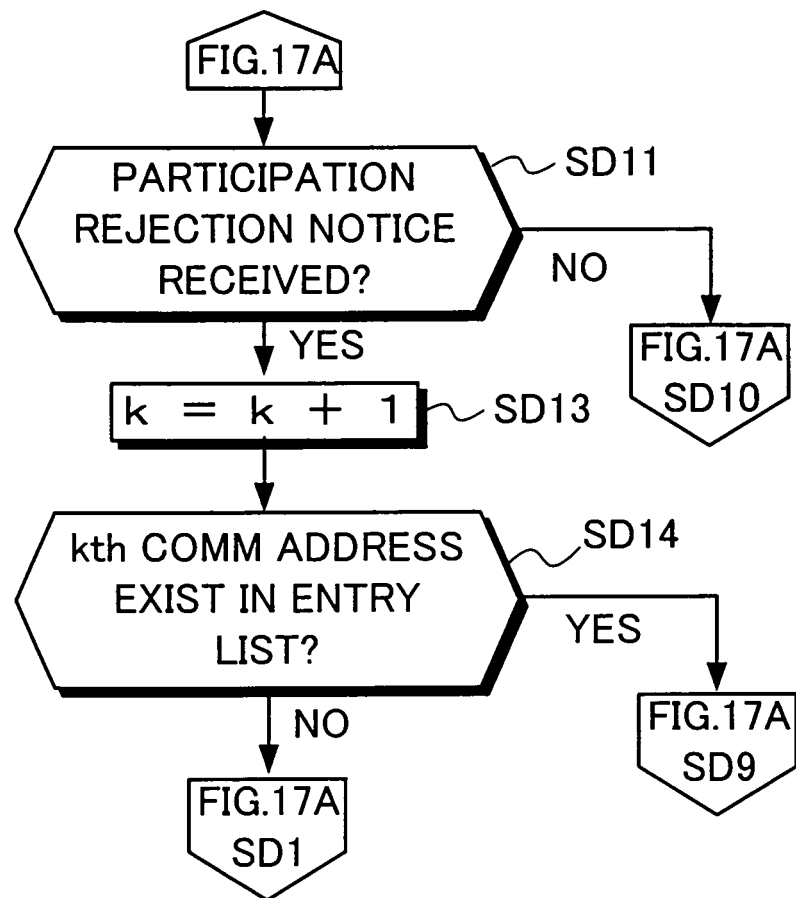 FIG.17A
PARTICIPATION
REJECTION NOTICE
RECEIVED?
SD11
NO
YES
FIG.17A
SD10
k = k + 1
SD13
kth COMM ADDRESS
EXIST IN ENTRY
LIST?
SD14
YES
NO
FIG.17A
SD9
FIG.17A
SD1